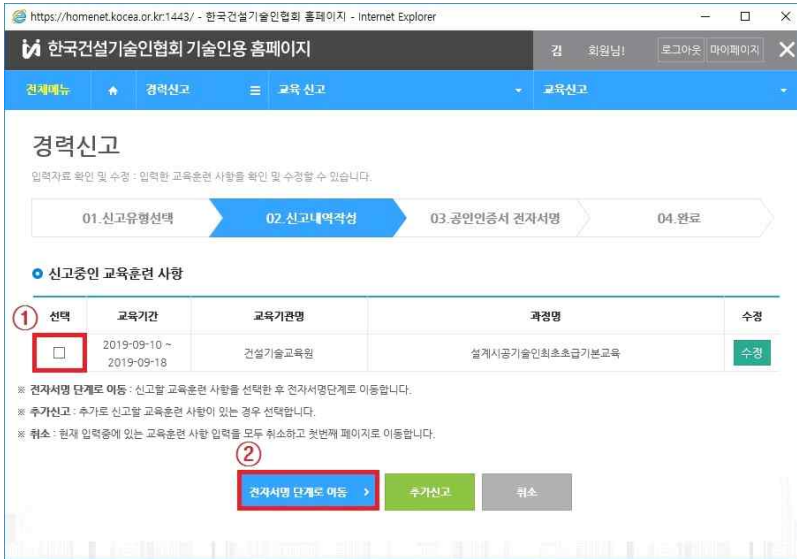 https://homenet.kocea.or.kr:1443/ - 한국건설기술인협회 홈페이지 - Internet Explorer
한국건설기술인협회 기술인용 홈페이지 김 회원님! 로그아웃 마이페이지
전체메뉴 경력신고 교육 신고 교육신고
경력신고
입력자료 확인 및 수정 : 입력한 교육훈련 사항을 확인 및 수정할 수 있습니다.
01.신고유형선택 02.신고내역작성 03.공인인증서 전자서명 04.완료
신고중인 교육훈련 사항
① 선택 교육기간 교육기관명 과정명 수정
2019-09-10 ~
2019-09-18 건설기술교육원 설계시공기술인최초초급기본교육 수정
※ 전자서명 단계로 이동 : 신고할 교육훈련 사항을 선택한 후 전자서명단계로 이동합니다.
※ 추가신고 : 추가로 신고할 교육훈련 사항이 있는 경우 선택합니다.
※ 취소 : 현재 입력중에 있는 교육훈련 사항 입력을 모두 취소하고 첫번째 페이지로 이동합니다.
②
전자서명 단계로 이동 > 추가신고 취소